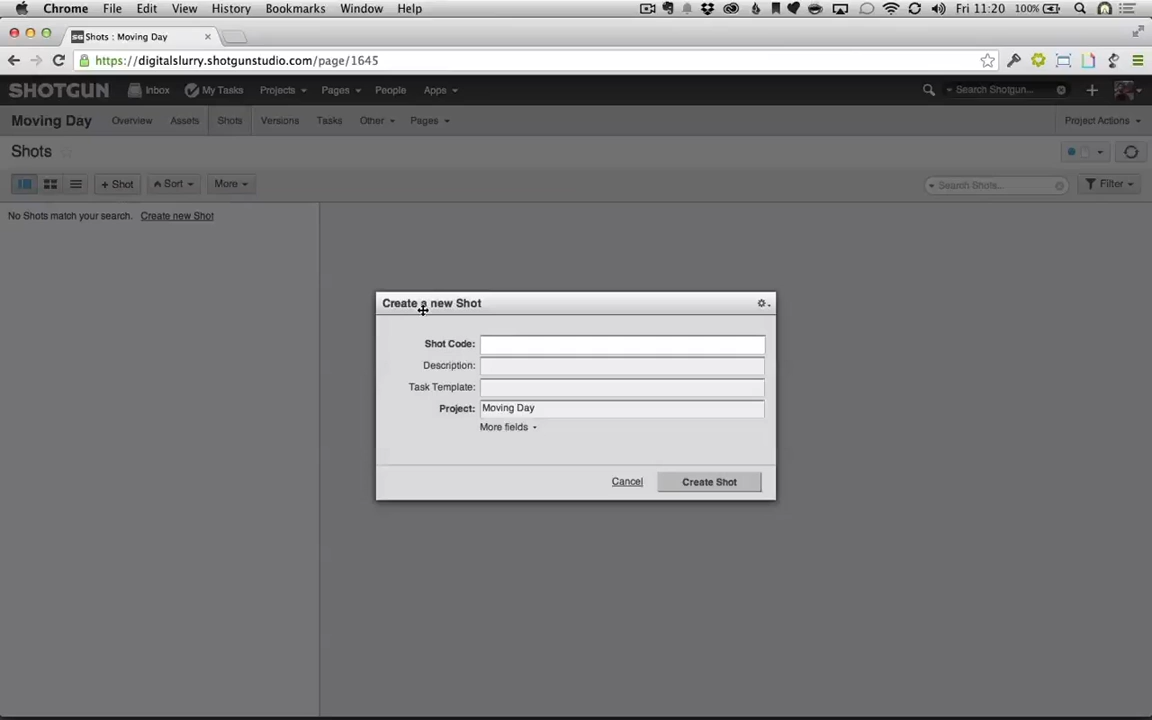 Chrome File Edit View History Bookmarks Window Help Fri 11:20 100%
SG Shots : Moving Day
https://digitalslurry.shotgunstudio.com/page/1645
SHOTGUN Inbox My Tasks Projects Pages People Apps Search Shotgun...
Moving Day Overview Assets Shots Versions Tasks Other Pages Project Actions
Shots
+ Shot Sort More Search Shots... Filter
No Shots match your search. Create new Shot
Create a new Shot
Shot Code:
Description:
Task Template:
Project: Moving Day
More fields
Cancel Create Shot